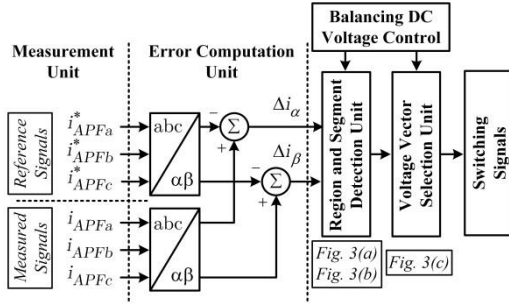 Measurement
Unit
Error Computation
Unit
Balancing DC
Voltage Control
Reference
Signals
i*APFa
i*APFb
i*APFc
abc
αβ
−
Σ
+
Δiα
−
Σ
+
Δiβ
Measured
Signals
iAPFa
iAPFb
iAPFc
abc
αβ
Region and Segment
Detection Unit
Voltage Vector
Selection Unit
Switching
Signals
Fig. 3(a)
Fig. 3(b)
Fig. 3(c)